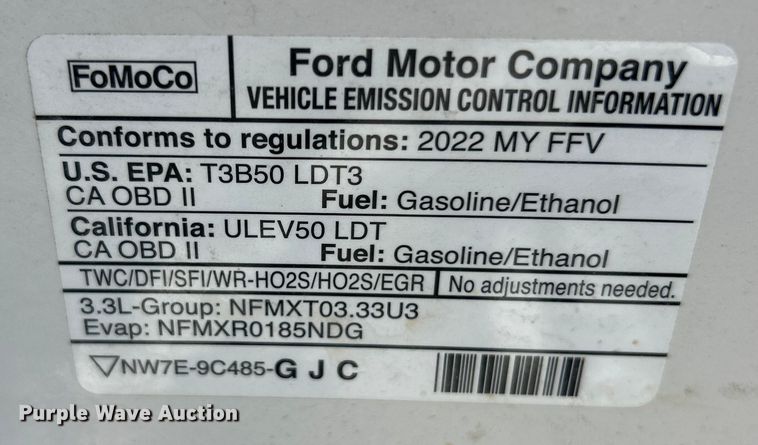 FoMoCo
Ford Motor Company
VEHICLE EMISSION CONTROL INFORMATION
Conforms to regulations: 2022 MY FFV
U.S. EPA: T3B50 LDT3
CA OBD II Fuel: Gasoline/Ethanol
California: ULEV50 LDT
CA OBD II Fuel: Gasoline/Ethanol
TWC/DFI/SFI/WR-HO2S/HO2S/EGR No adjustments needed.
3.3L-Group: NFMXT03.33U3
Evap: NFMXR0185NDG
NW7E-9C485-G J C
Purple Wave Auction